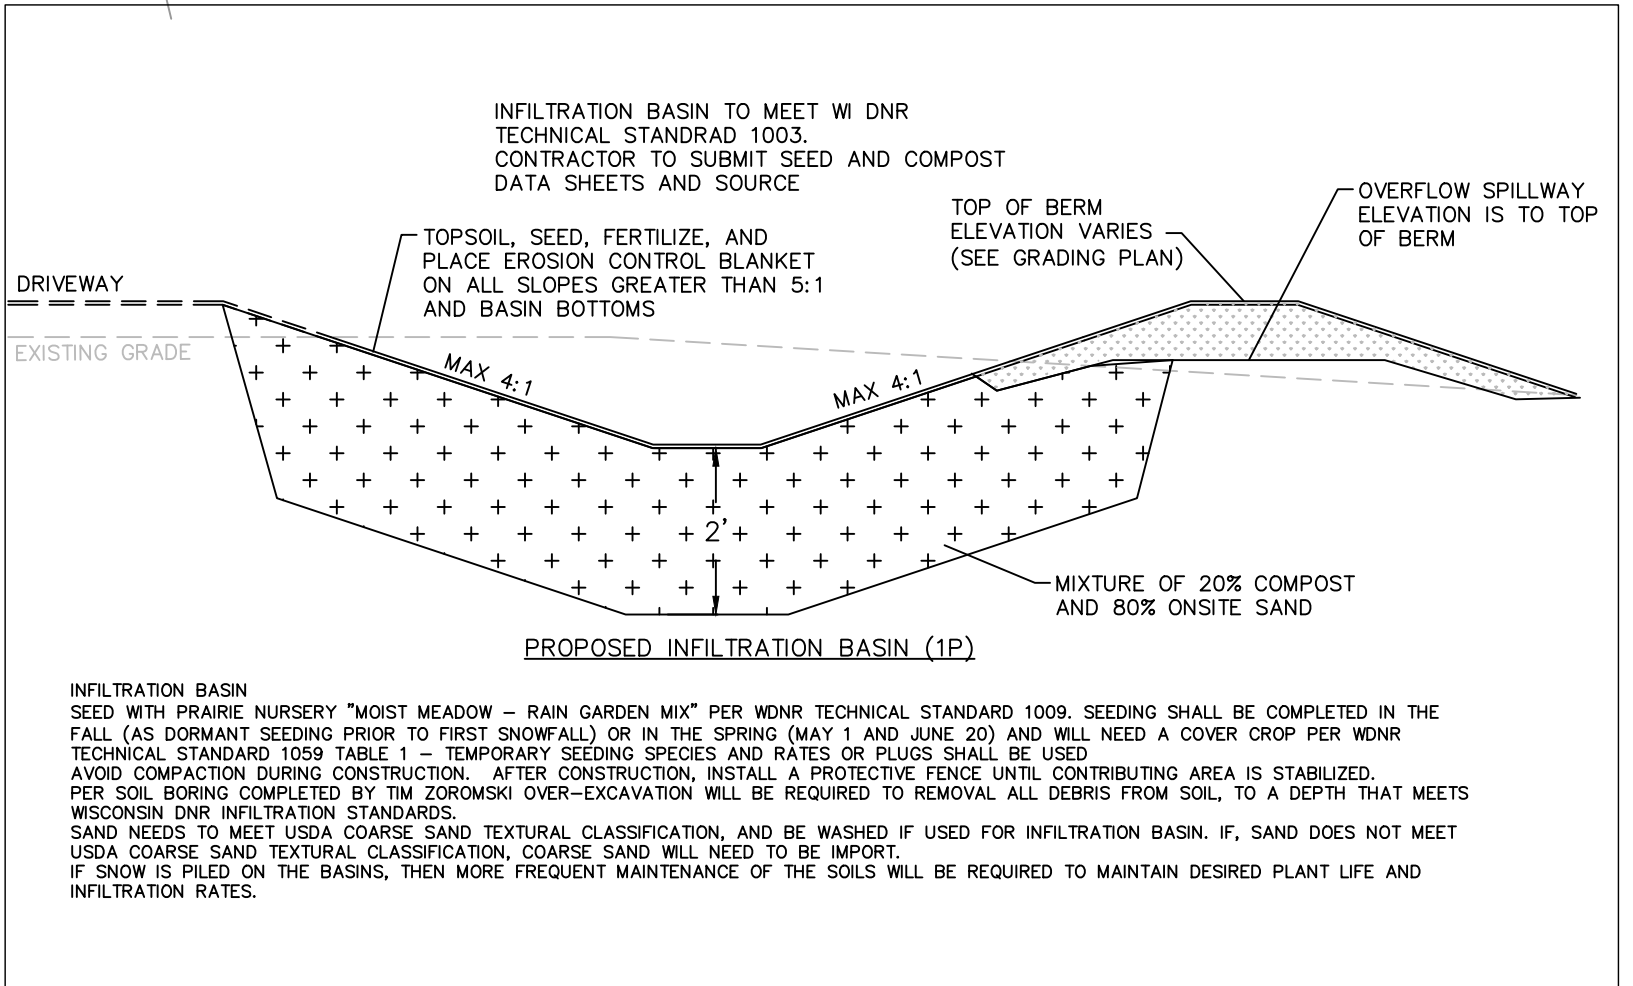 INFILTRATION BASIN TO MEET WI DNR
TECHNICAL STANDRAD 1003.
CONTRACTOR TO SUBMIT SEED AND COMPOST
DATA SHEETS AND SOURCE
TOPSOIL, SEED, FERTILIZE, AND
PLACE EROSION CONTROL BLANKET
ON ALL SLOPES GREATER THAN 5:1
AND BASIN BOTTOMS
TOP OF BERM
ELEVATION VARIES
(SEE GRADING PLAN)
OVERFLOW SPILLWAY
ELEVATION IS TO TOP
OF BERM
DRIVEWAY
EXISTING GRADE
MAX 4:1
MAX 4:1
2'
MIXTURE OF 20% COMPOST
AND 80% ONSITE SAND
PROPOSED INFILTRATION BASIN (1P)
INFILTRATION BASIN
SEED WITH PRAIRIE NURSERY "MOIST MEADOW – RAIN GARDEN MIX" PER WDNR TECHNICAL STANDARD 1009. SEEDING SHALL BE COMPLETED IN THE
FALL (AS DORMANT SEEDING PRIOR TO FIRST SNOWFALL) OR IN THE SPRING (MAY 1 AND JUNE 20) AND WILL NEED A COVER CROP PER WDNR
TECHNICAL STANDARD 1059 TABLE 1 – TEMPORARY SEEDING SPECIES AND RATES OR PLUGS SHALL BE USED
AVOID COMPACTION DURING CONSTRUCTION. AFTER CONSTRUCTION, INSTALL A PROTECTIVE FENCE UNTIL CONTRIBUTING AREA IS STABILIZED.
PER SOIL BORING COMPLETED BY TIM ZOROMSKI OVER–EXCAVATION WILL BE REQUIRED TO REMOVAL ALL DEBRIS FROM SOIL, TO A DEPTH THAT MEETS
WISCONSIN DNR INFILTRATION STANDARDS.
SAND NEEDS TO MEET USDA COARSE SAND TEXTURAL CLASSIFICATION, AND BE WASHED IF USED FOR INFILTRATION BASIN. IF, SAND DOES NOT MEET
USDA COARSE SAND TEXTURAL CLASSIFICATION, COARSE SAND WILL NEED TO BE IMPORT.
IF SNOW IS PILED ON THE BASINS, THEN MORE FREQUENT MAINTENANCE OF THE SOILS WILL BE REQUIRED TO MAINTAIN DESIRED PLANT LIFE AND
INFILTRATION RATES.